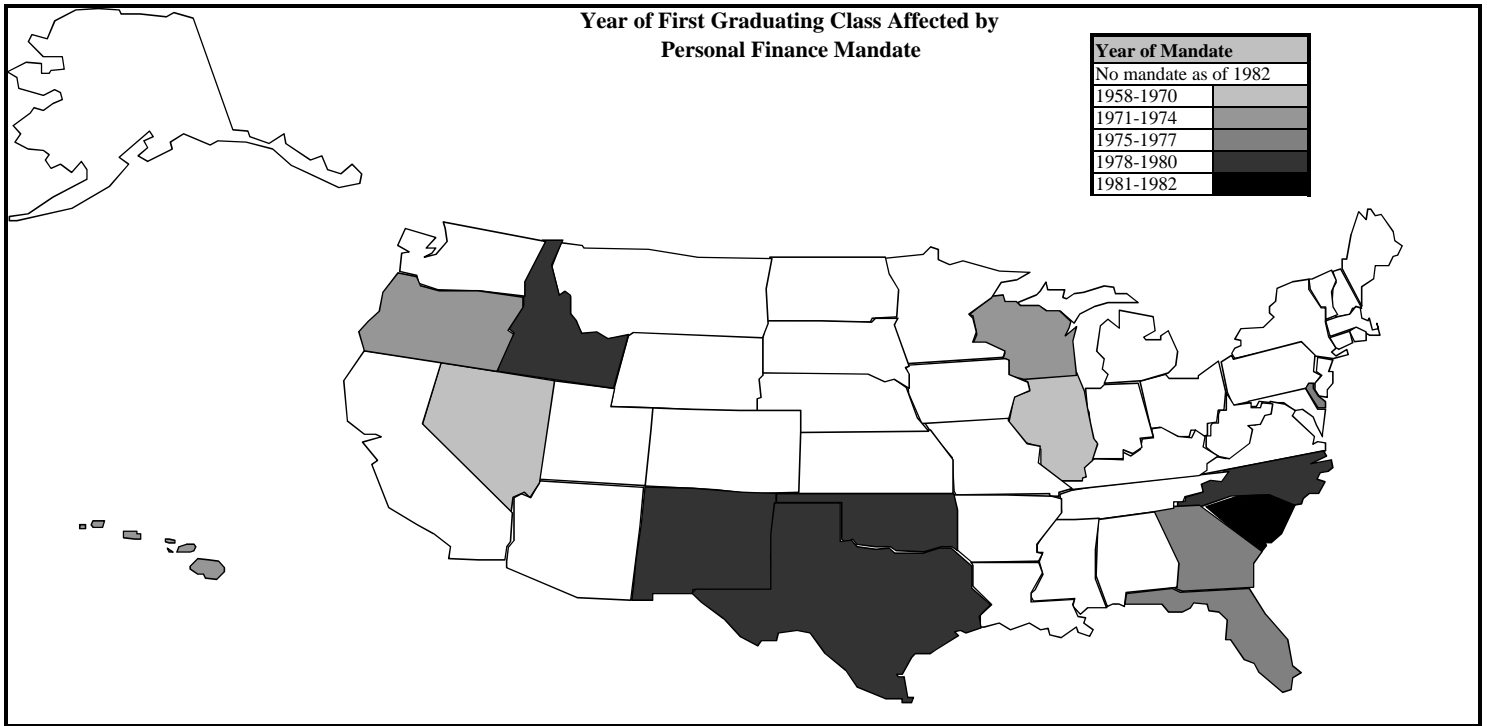 Year of First Graduating Class Affected by
Personal Finance Mandate
Year of Mandate
No mandate as of 1982
1958-1970
1971-1974
1975-1977
1978-1980
1981-1982